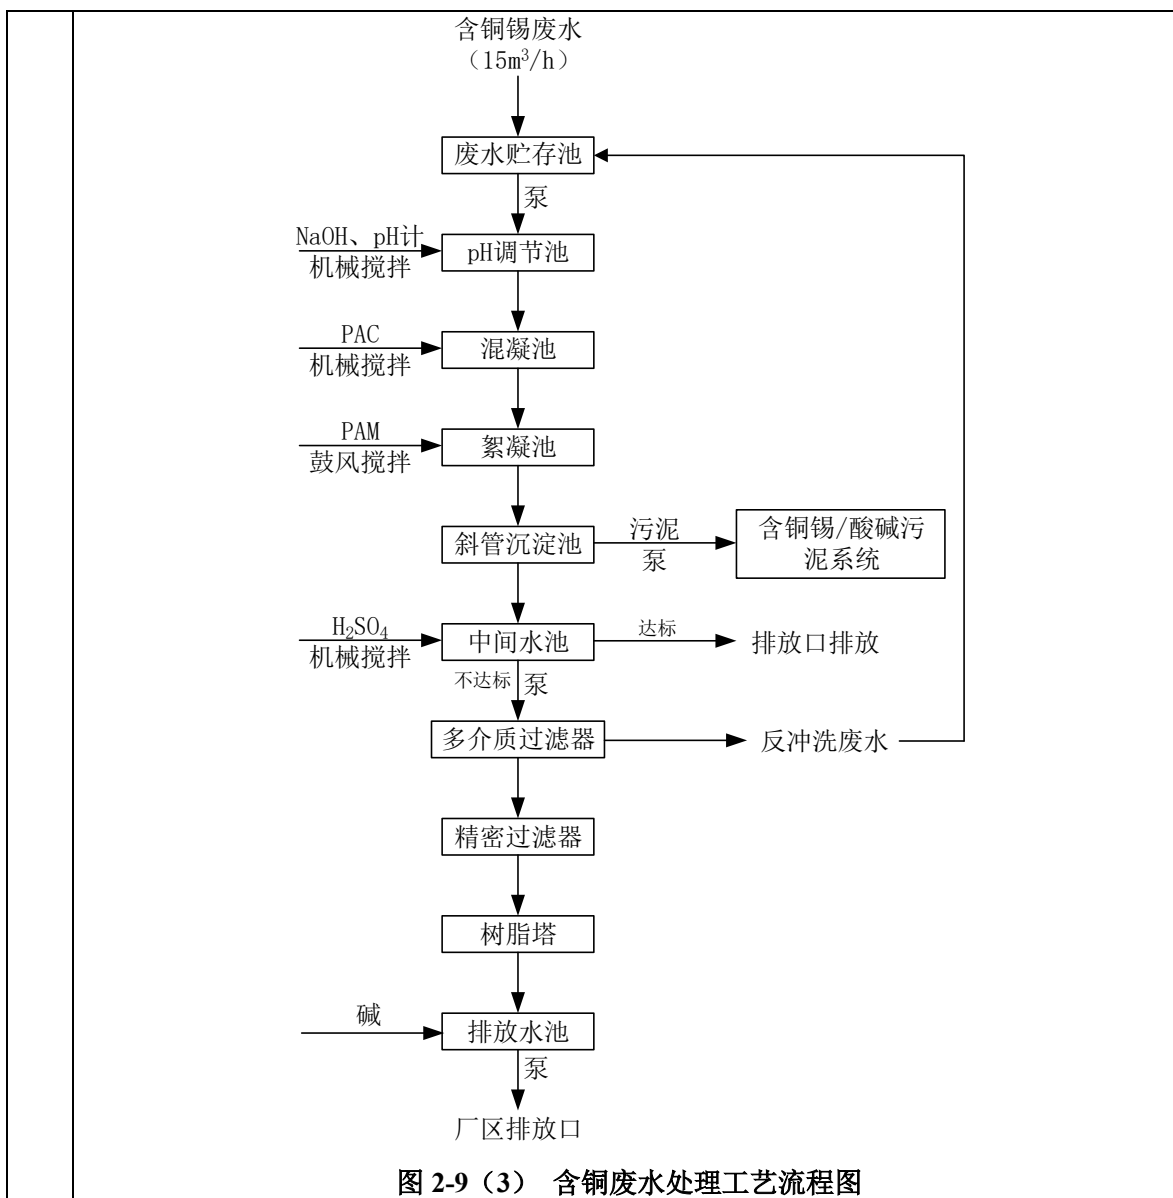 含铜锡废水
（15m³/h）
废水贮存池
泵
NaOH、pH计
机械搅拌
pH调节池
PAC
机械搅拌
混凝池
PAM
鼓风搅拌
絮凝池
斜管沉淀池
污泥
泵
含铜锡/酸碱污
泥系统
H₂SO₄
机械搅拌
中间水池
达标
排放口排放
不达标
泵
多介质过滤器
反冲洗废水
精密过滤器
树脂塔
碱
排放水池
泵
厂区排放口
图 2-9（3） 含铜废水处理工艺流程图